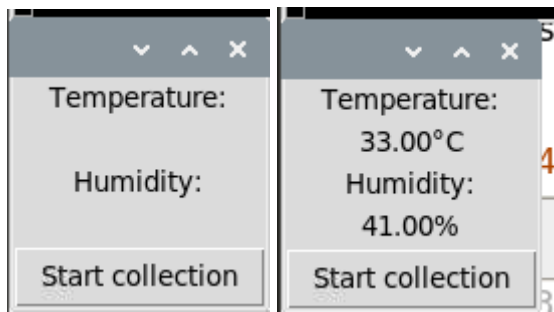 Temperature:
Humidity:
Start collection
Temperature:
33.00°C
Humidity:
41.00%
Start collection